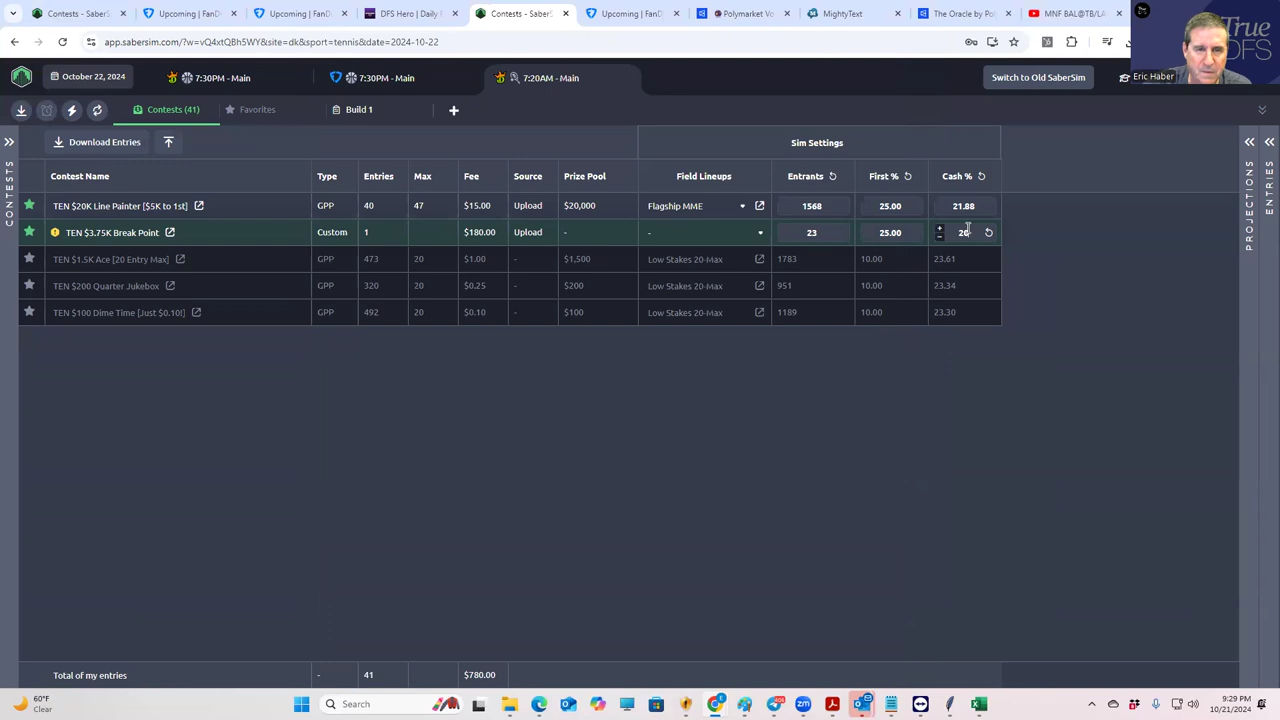 Upcoming | FanD
Upcoming | FanD
DFS Hero | Daily F
Contests - SaberSi
Contests - SaberSim
Upcoming | FanD
Polymarket Vo
MightyText
The Oracle by Pol
MNF BAL@TB/LA
app.sabersim.com/?w=vQ4xtQBh5WY&site=dk&sport=tennis&date=2024-10-22
True
DFS
Eric Haber
October 22, 2024
7:30PM - Main
7:30PM - Main
7:20AM - Main
Switch to Old SaberSim
Contests (41)
Favorites
Build 1
CONTESTS
Download Entries
Sim Settings
PROJECTIONS
ENTRIES
Contest Name Type Entries Max Fee Source Prize Pool Field Lineups Entrants First % Cash %
TEN $20K Line Painter [$5K to 1st] GPP 40 47 $15.00 Upload $20,000 Flagship MME 1568 25.00 21.88
TEN $3.75K Break Point Custom 1 $180.00 Upload - - 23 25.00 20
TEN $1.5K Ace [20 Entry Max] GPP 473 20 $1.00 - $1,500 Low Stakes 20-Max 1783 10.00 23.61
TEN $200 Quarter Jukebox GPP 320 20 $0.25 - $200 Low Stakes 20-Max 951 10.00 23.34
TEN $100 Dime Time [Just $0.10!] GPP 492 20 $0.10 - $100 Low Stakes 20-Max 1189 10.00 23.30
Total of my entries - 41 $780.00
60°F
Clear
Search
9:29 PM
10/21/2024